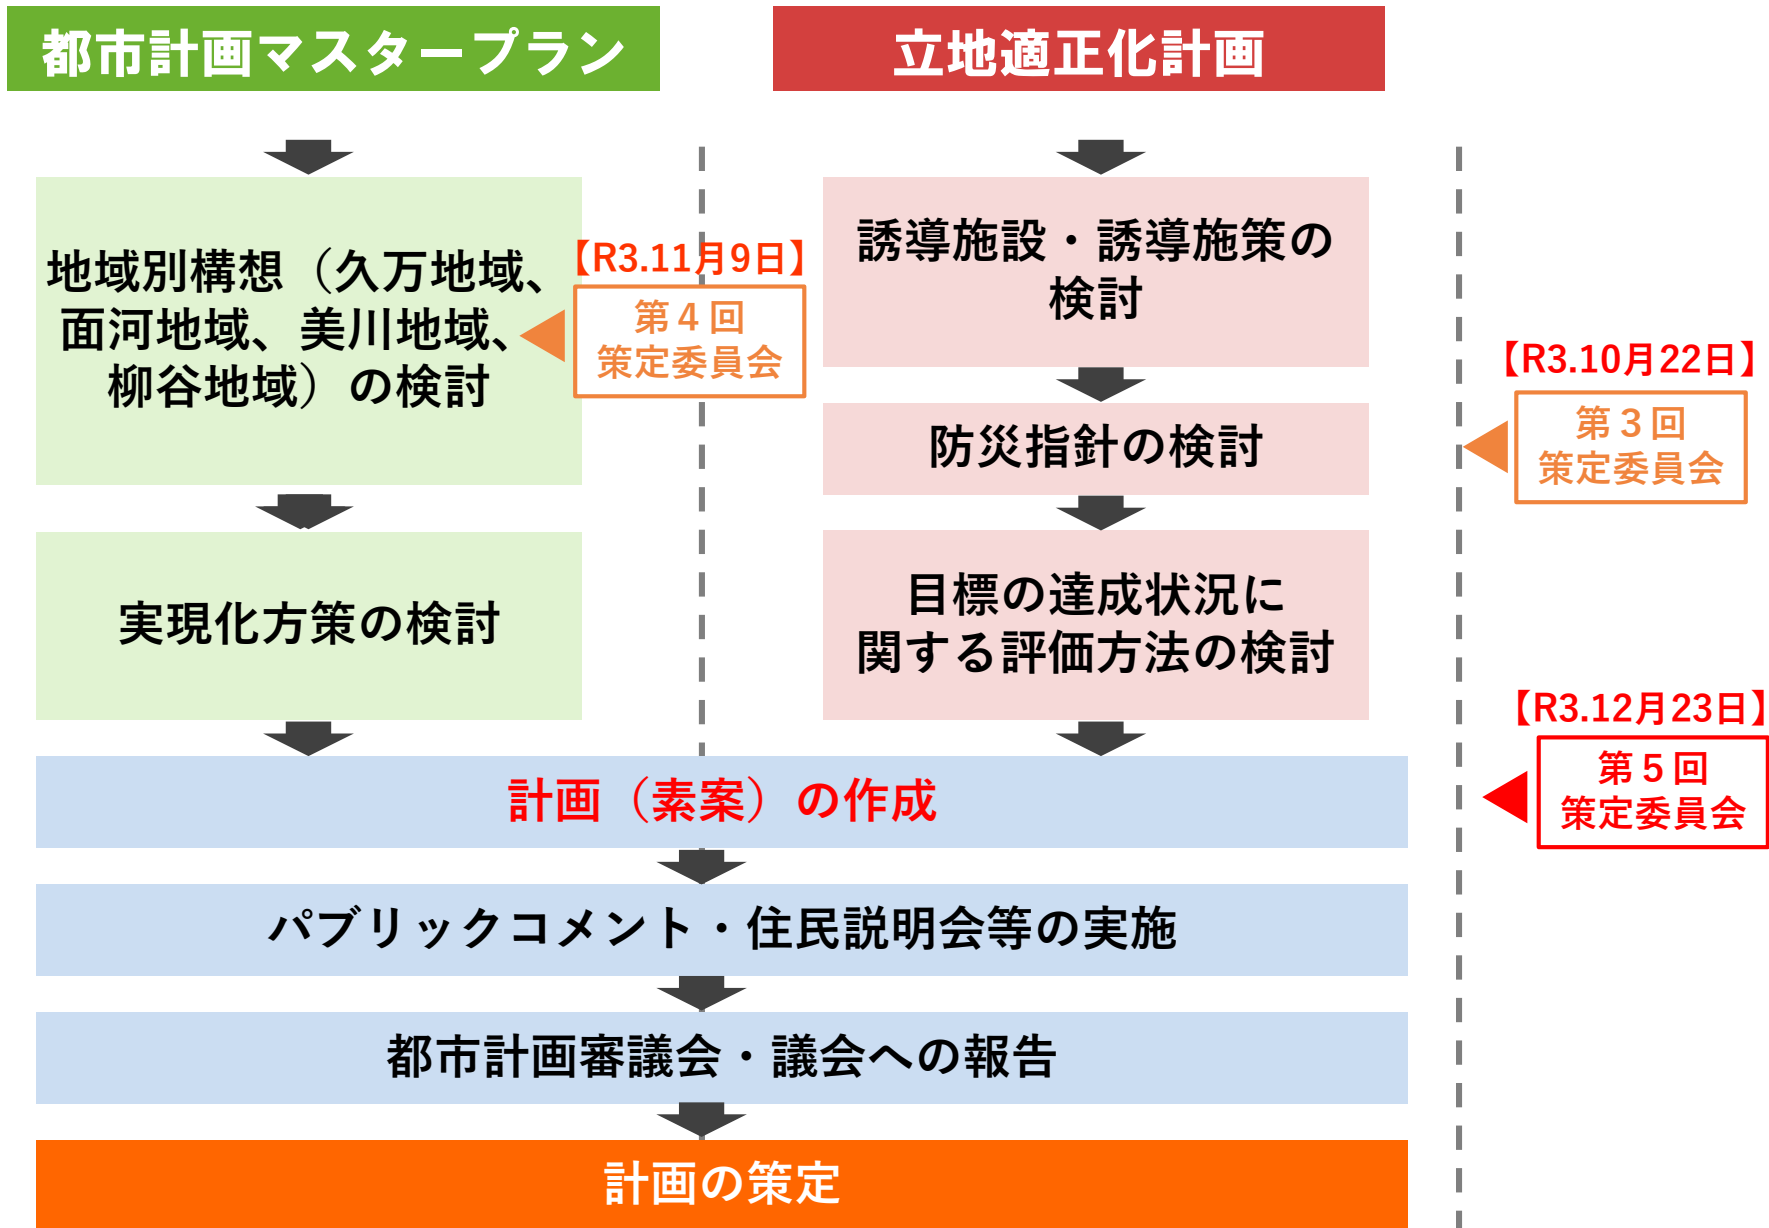 都市計画マスタープラン
立地適正化計画
地域別構想（久万地域、
面河地域、美川地域、
柳谷地域）の検討
【R3.11月9日】
第４回
策定委員会
実現化方策の検討
誘導施設・誘導施策の
検討
防災指針の検討
目標の達成状況に
関する評価方法の検討
【R3.10月22日】
第３回
策定委員会
【R3.12月23日】
第５回
策定委員会
計画（素案）の作成
パブリックコメント・住民説明会等の実施
都市計画審議会・議会への報告
計画の策定